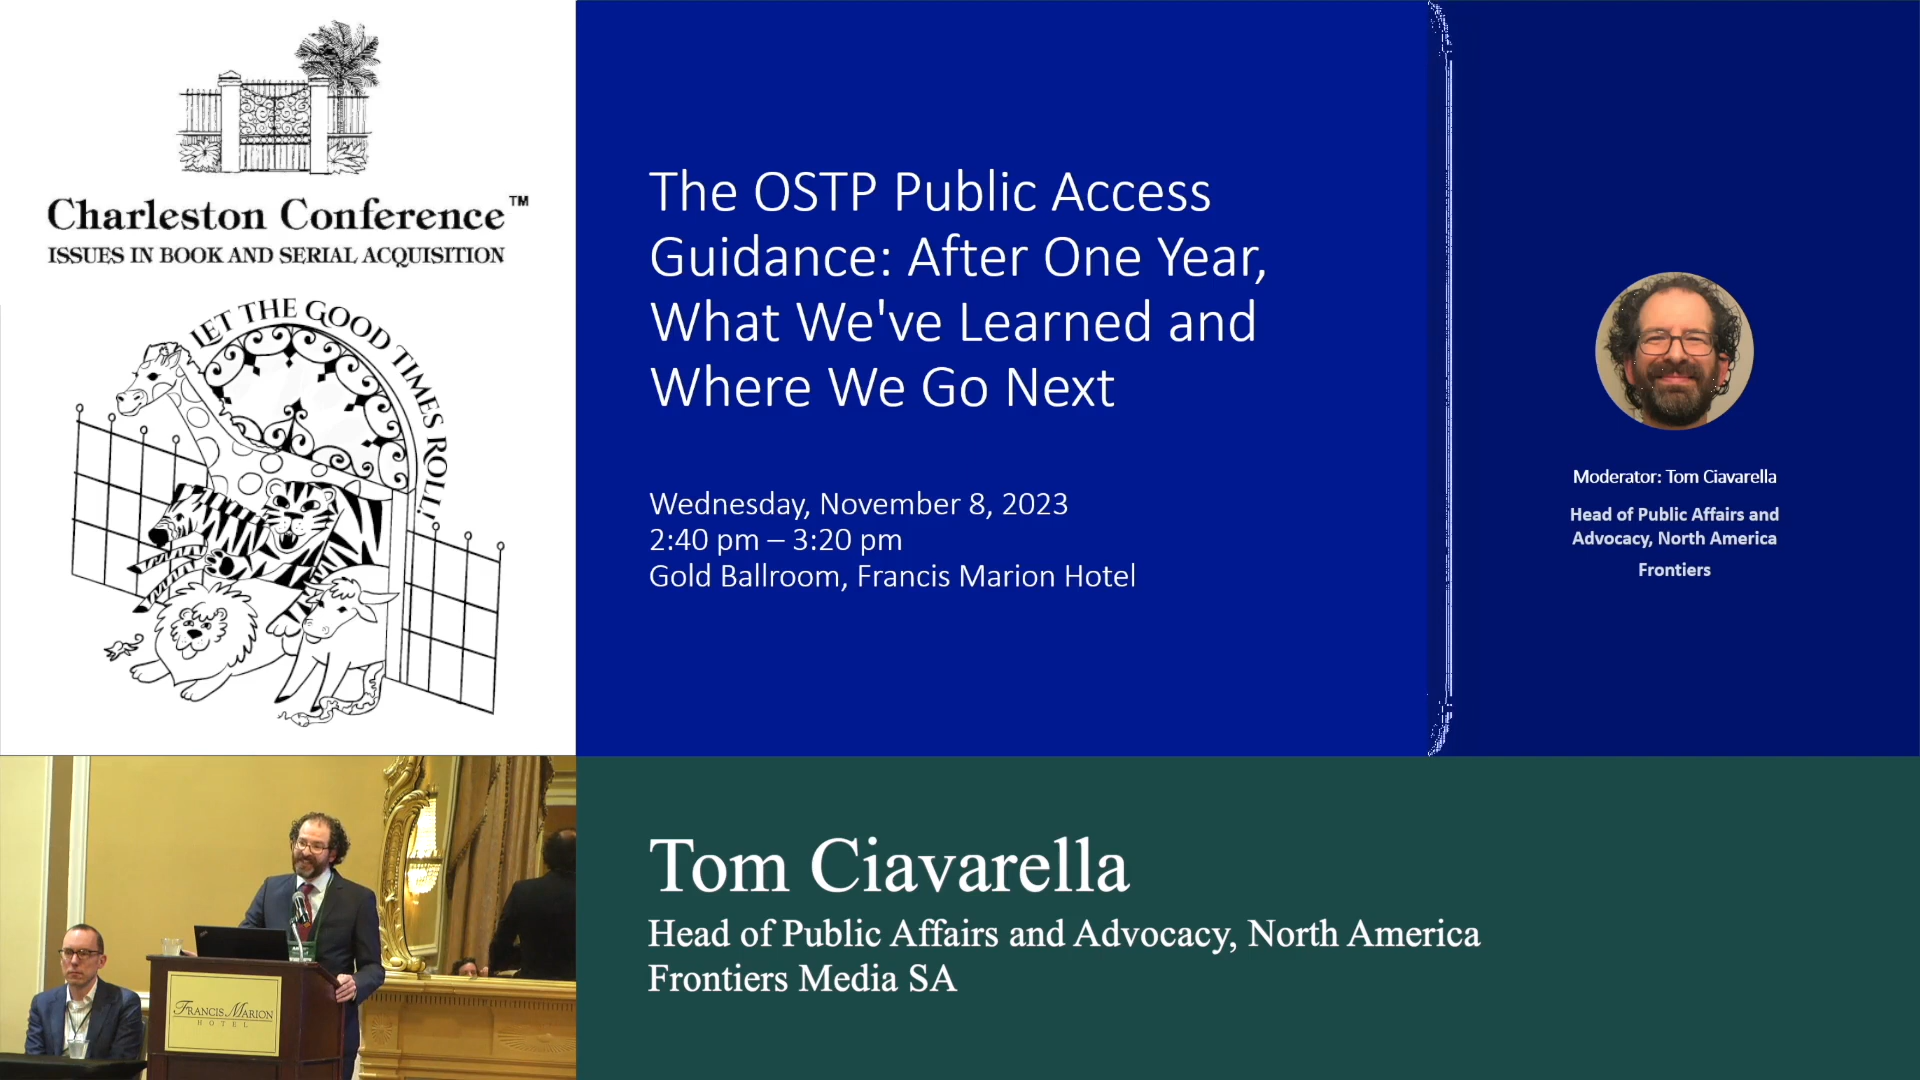 Charleston Conference™
ISSUES IN BOOK AND SERIAL ACQUISITION
LET THE GOOD TIMES ROLL!
The OSTP Public Access
Guidance: After One Year,
What We've Learned and
Where We Go Next
Wednesday, November 8, 2023
2:40 pm – 3:20 pm
Gold Ballroom, Francis Marion Hotel
Moderator: Tom Ciavarella
Head of Public Affairs and
Advocacy, North America
Frontiers
FRANCIS MARION
HOTEL
Tom Ciavarella
Head of Public Affairs and Advocacy, North America
Frontiers Media SA